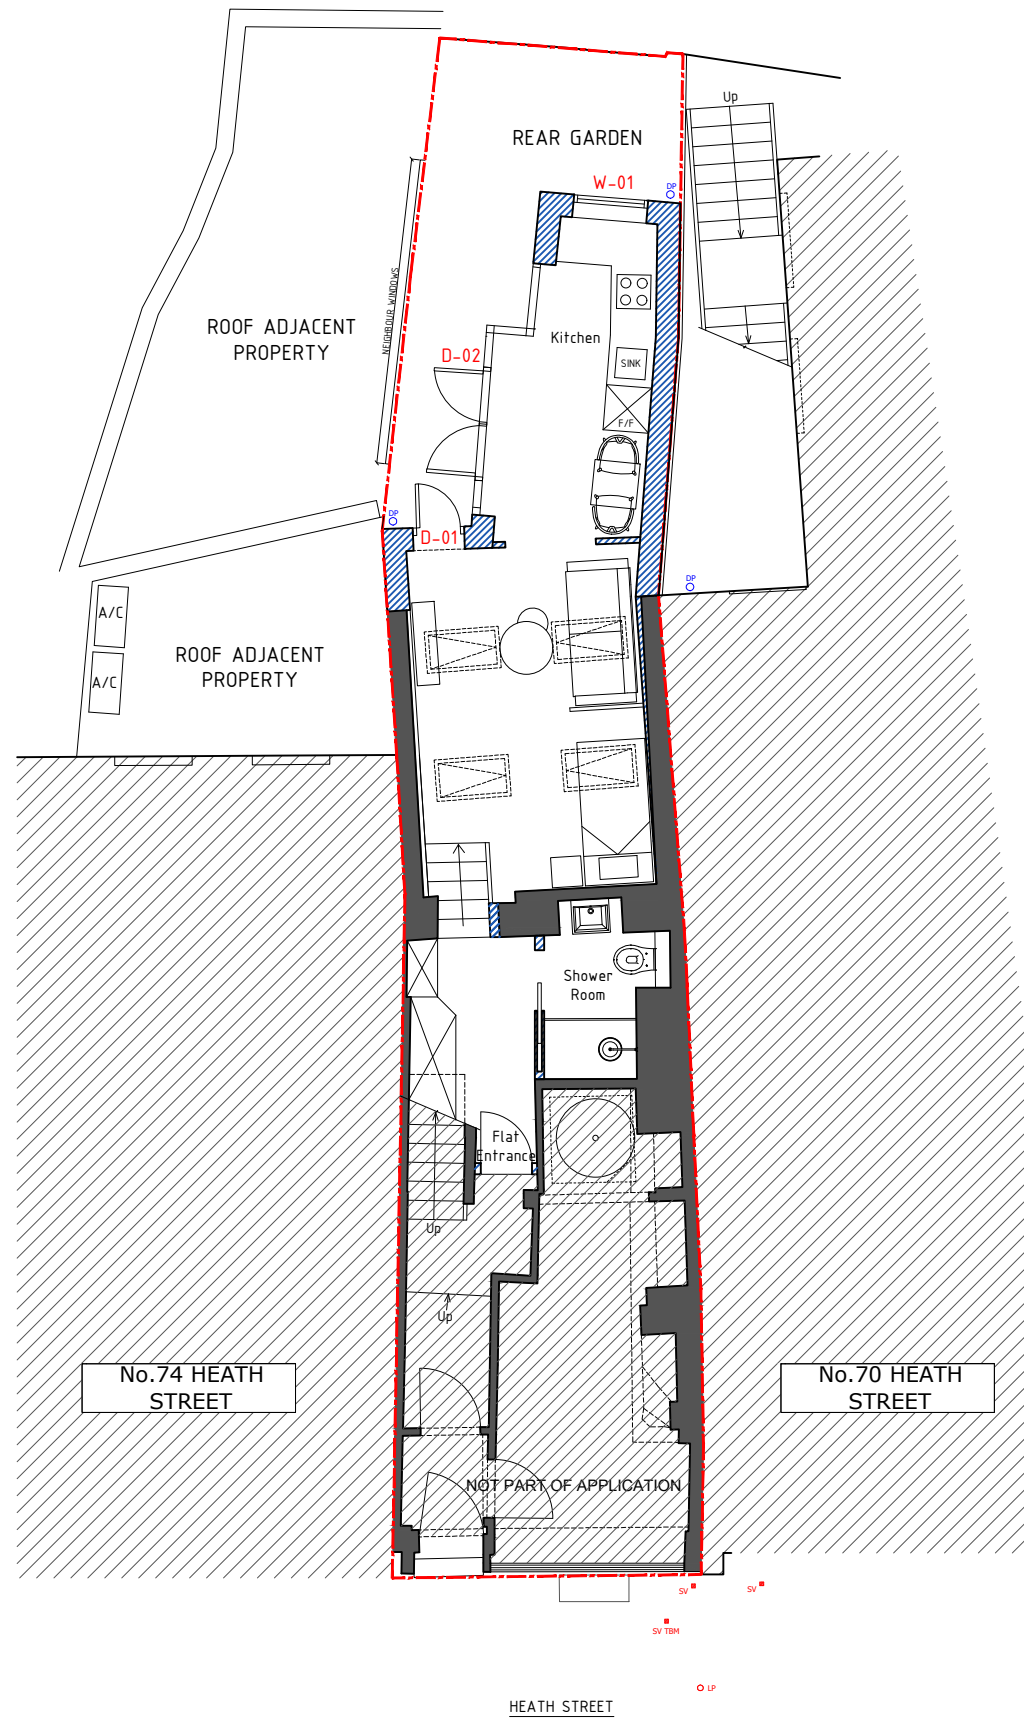 Up
REAR GARDEN
W-01
DP
NEIGHBOUR WINDOWS
ROOF ADJACENT
PROPERTY
Kitchen
D-02
SINK
F/F
DP
D-01
DP
A/C
A/C
ROOF ADJACENT
PROPERTY
Shower
Room
Flat
Entrance
Up
Up
No.74 HEATH
STREET
No.70 HEATH
STREET
NOT PART OF APPLICATION
SV
SV
SV TBM
LP
HEATH STREET